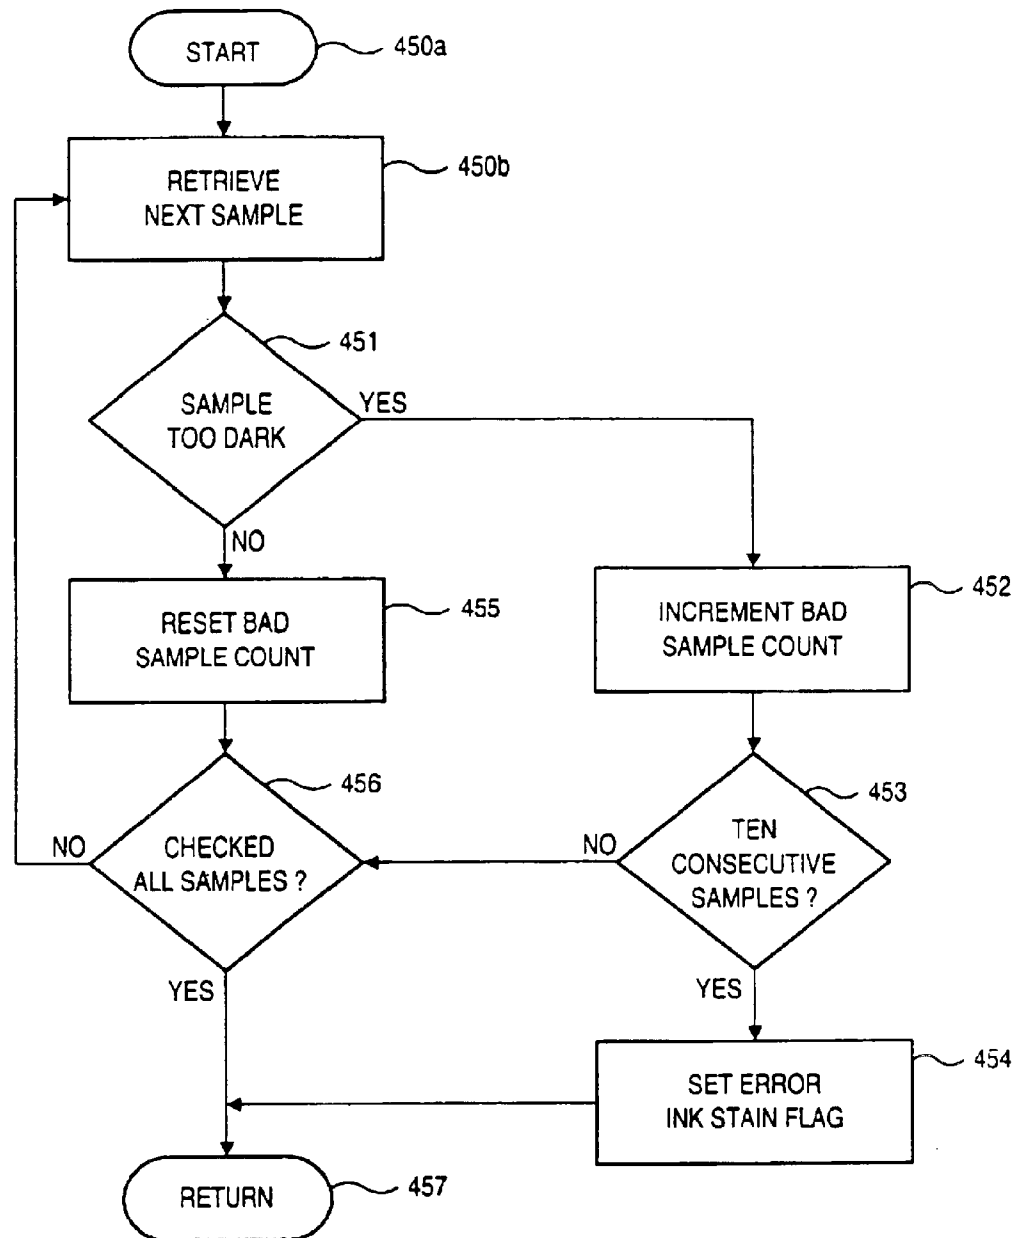 START
450a
RETRIEVE
NEXT SAMPLE
450b
451
SAMPLE
TOO DARK
YES
NO
RESET BAD
SAMPLE COUNT
455
INCREMENT BAD
SAMPLE COUNT
452
456
CHECKED
ALL SAMPLES ?
NO
YES
453
TEN
CONSECUTIVE
SAMPLES ?
NO
YES
SET ERROR
INK STAIN FLAG
454
RETURN
457